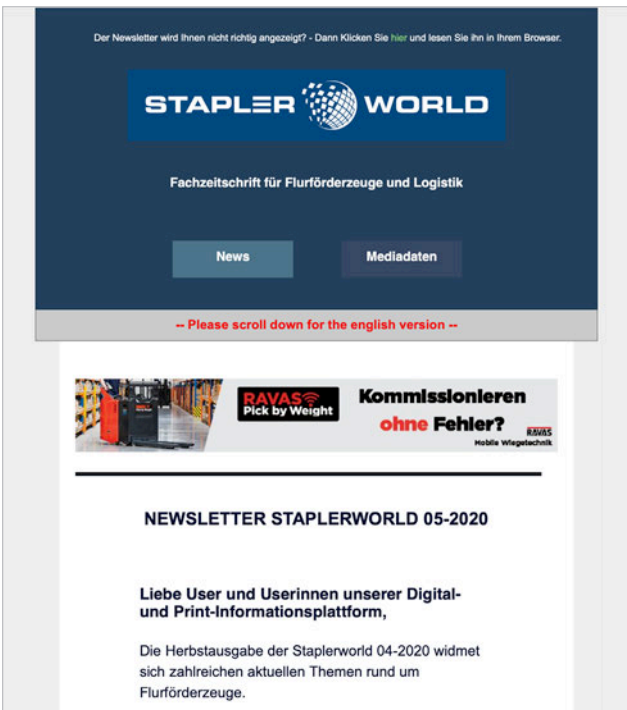 Der Newsletter wird Ihnen nicht richtig angezeigt? - Dann Klicken Sie hier und lesen Sie ihn in Ihrem Browser.
STAPLER WORLD
Fachzeitschrift für Flurförderzeuge und Logistik
News Mediadaten
-- Please scroll down for the english version --
RAVAS
Pick by Weight
Kommissionieren
ohne Fehler?
RAVAS
Mobile Wiegetechnik
NEWSLETTER STAPLERWORLD 05-2020
Liebe User und Userinnen unserer Digital-
und Print-Informationsplattform,
Die Herbstausgabe der Staplerworld 04-2020 widmet
sich zahlreichen aktuellen Themen rund um
Flurförderzeuge.